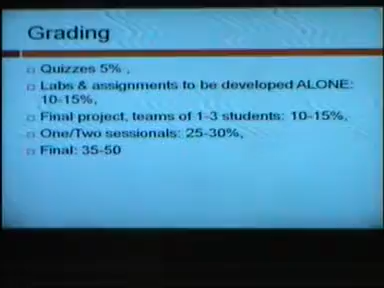 Grading
Quizzes 5% ,
Labs & assignments to be developed ALONE:
10-15%,
Final project, teams of 1-3 students: 10-15%,
One/Two sessionals: 25-30%,
Final: 35-50